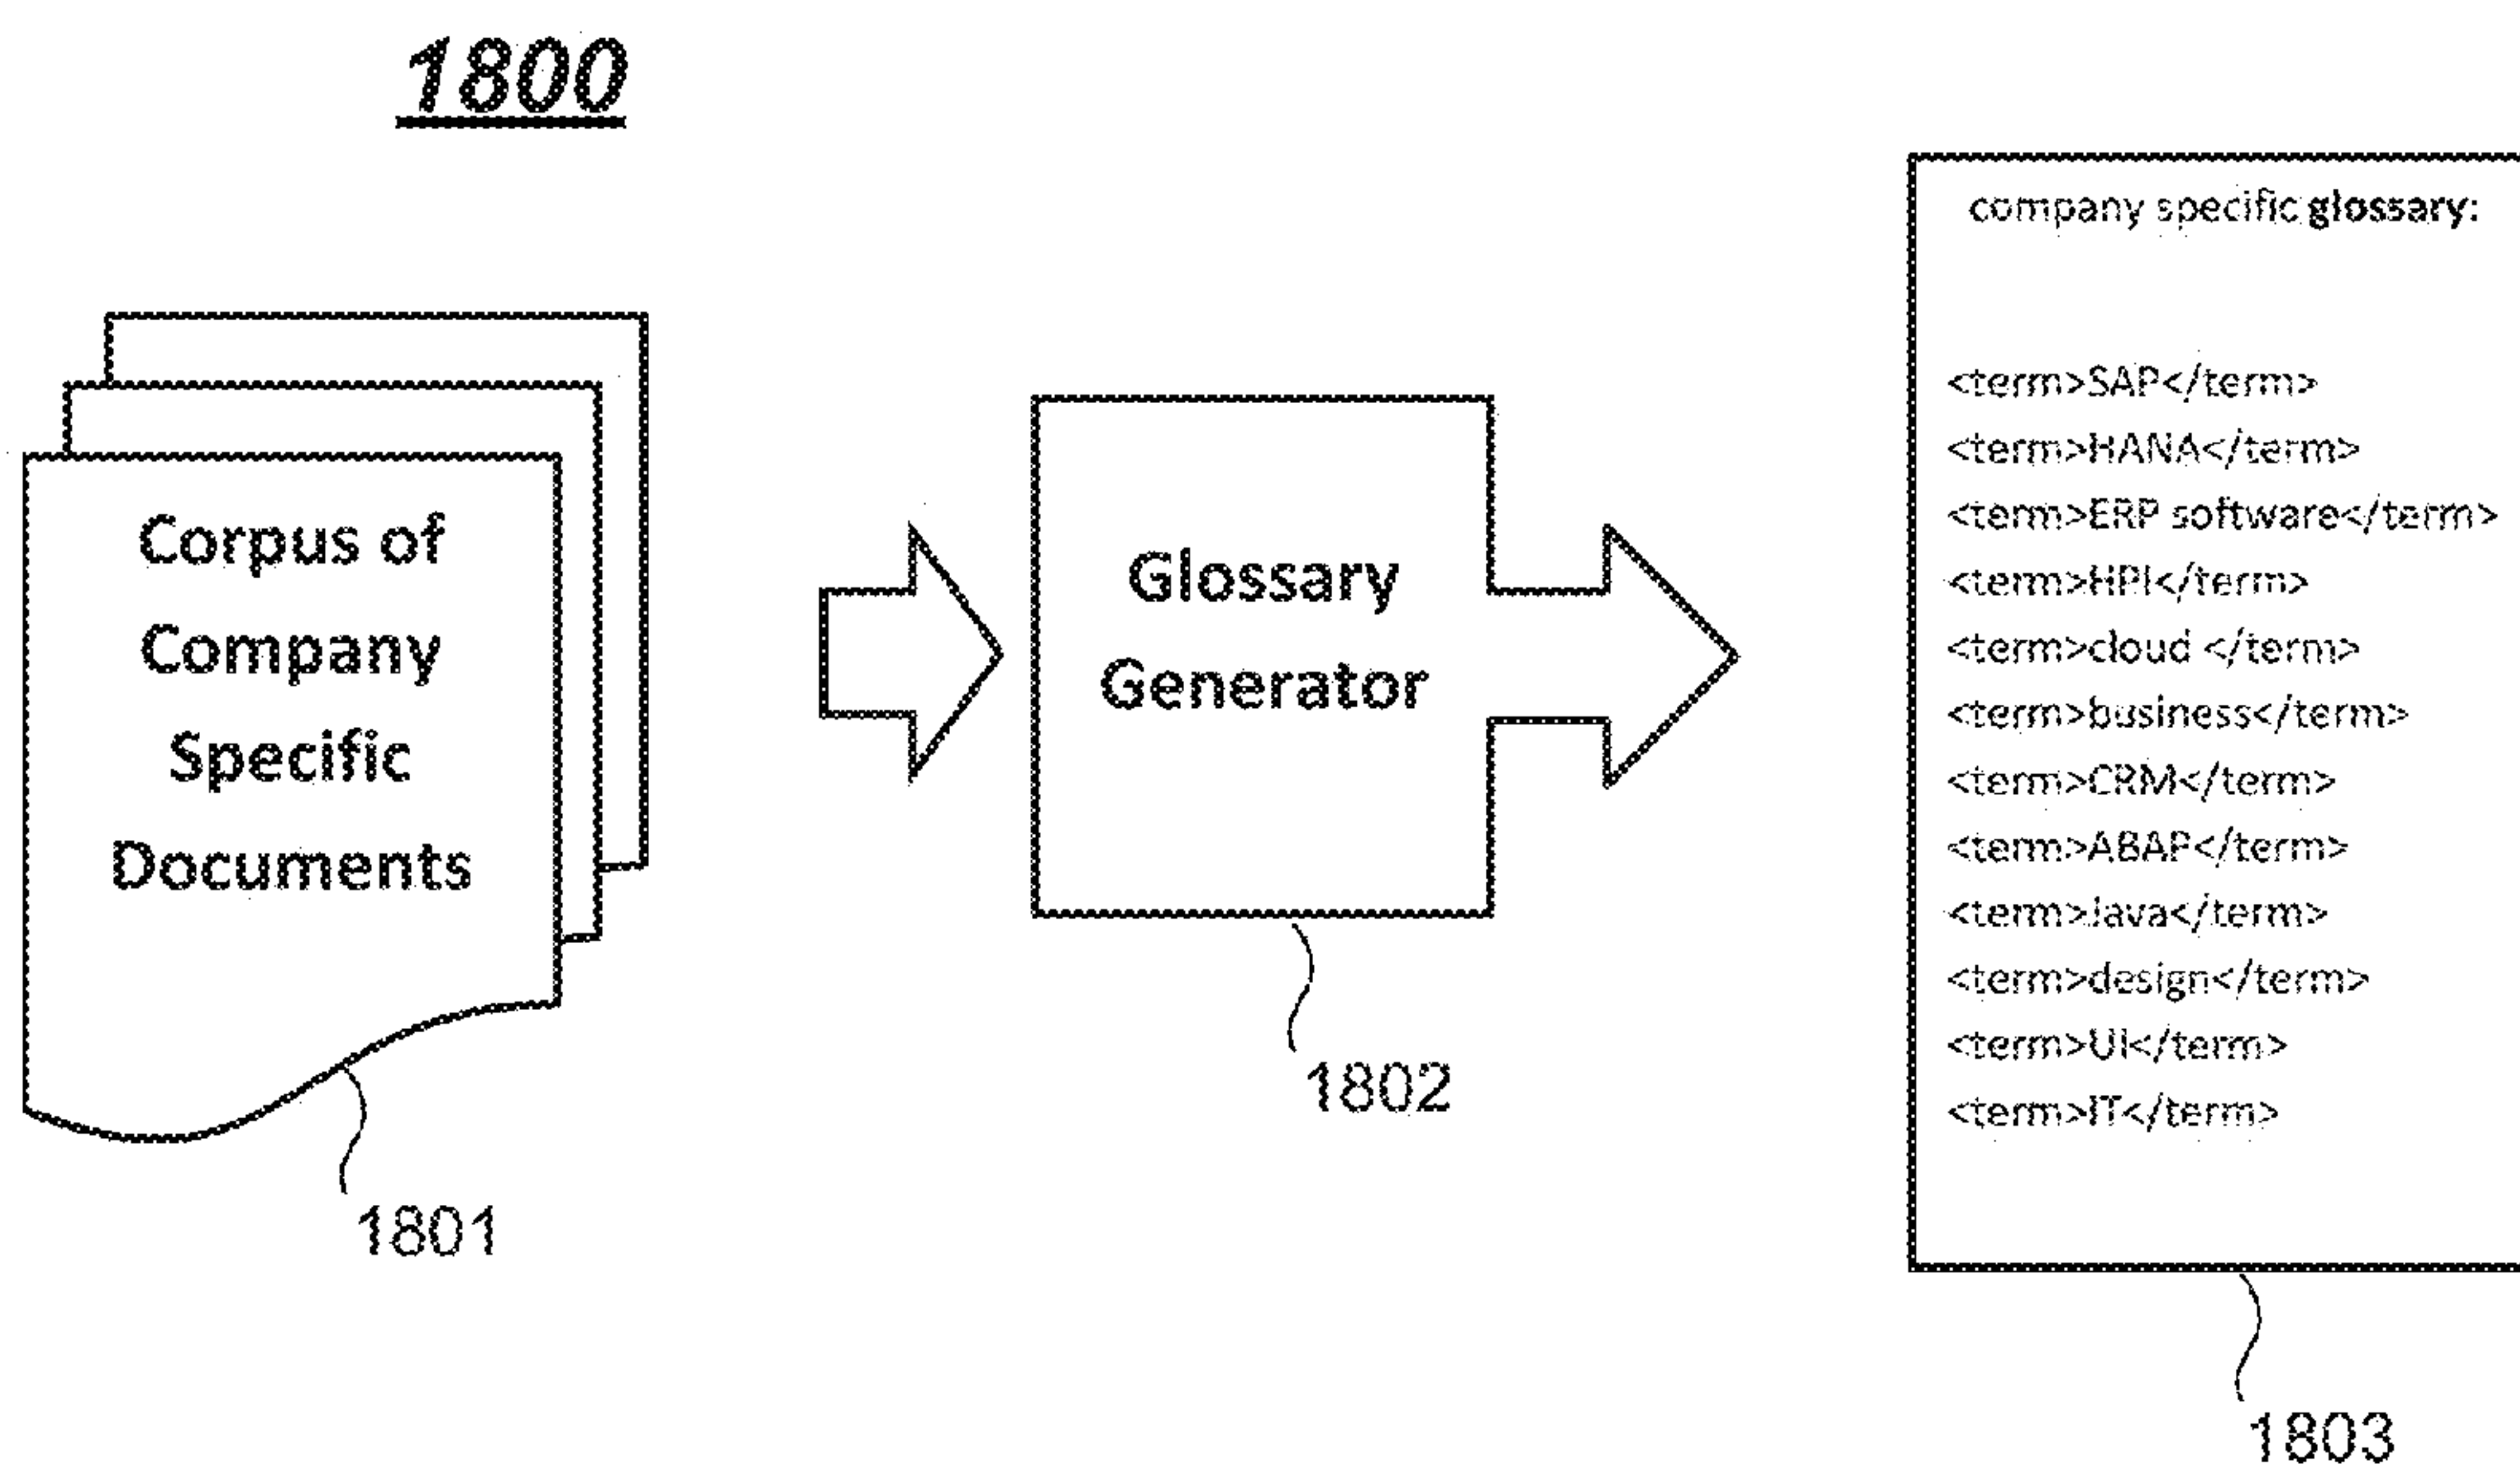 1800
Corpus of
Company
Specific
Documents
1801
Glossary
Generator
1802
company specific glossary:
<term>SAP</term>
<term>HANA</term>
<term>ERP software</term>
<term>HPI</term>
<term>cloud </term>
<term>business</term>
<term>CRM</term>
<term>ABAP</term>
<term>Java</term>
<term>design</term>
<term>UI</term>
<term>IT</term>
1803